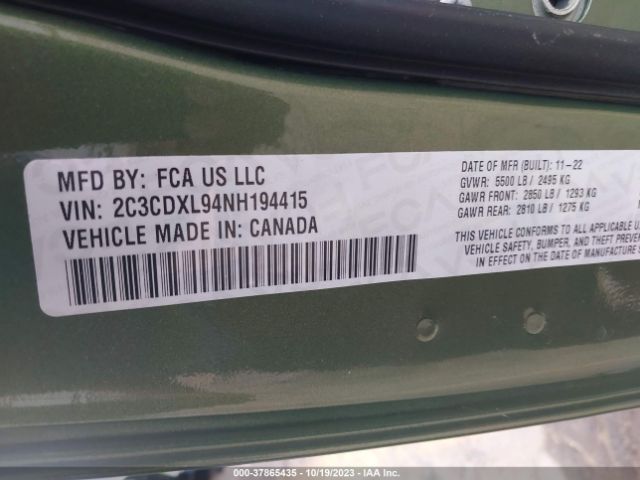 MFD BY: FCA US LLC
VIN: 2C3CDXL94NH194415
VEHICLE MADE IN: CANADA
DATE OF MFR (BUILT): 11-22
GVWR: 5500 LB / 2495 KG
GAWR FRONT: 2850 LB / 1293 KG
GAWR REAR: 2810 LB / 1275 KG
THIS VEHICLE CONFORMS TO ALL APPLICABLE
VEHICLE SAFETY, BUMPER, AND THEFT
IN EFFECT ON THE DATE OF MANUFACTURE
000-37865435 | 10/19/2023 | IAA Inc.